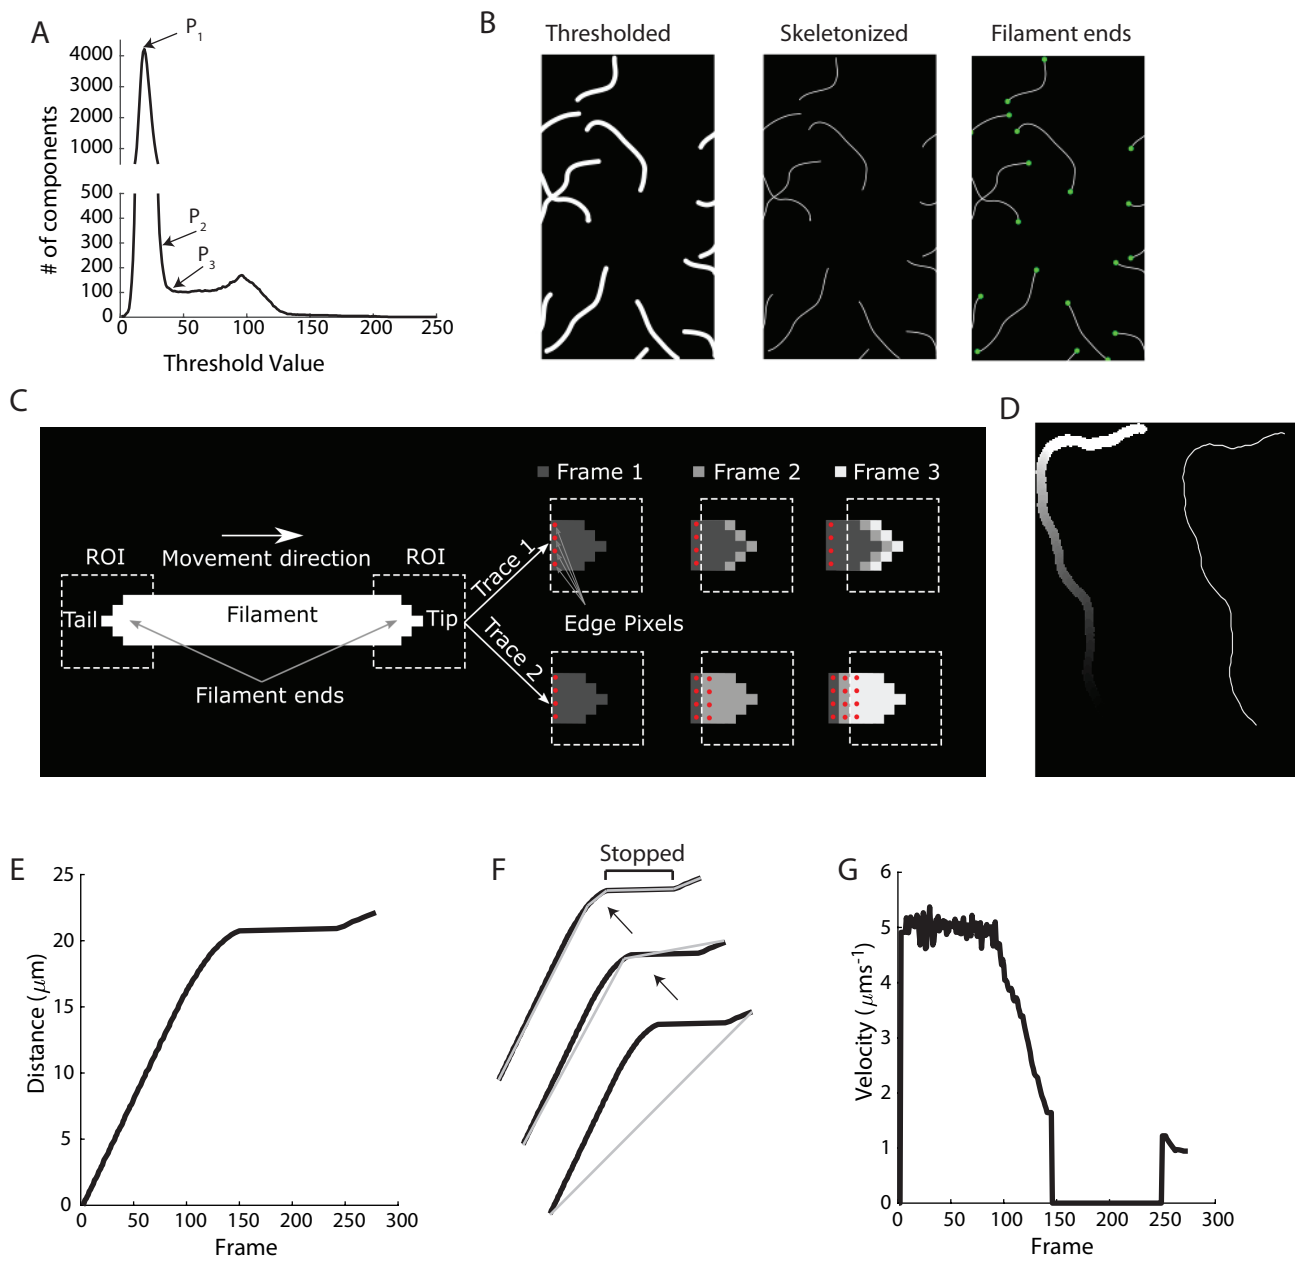 A
P1
4000
3000
2000
1000
500
400
300
200
100
0
P2
P3
# of components
0
50
100
150
200
250
Threshold Value
B
Thresholded
Skeletonized
Filament ends
C
Frame 1
Frame 2
Frame 3
ROI
Movement direction
ROI
Tail
Filament
Tip
Trace 1
Trace 2
Edge Pixels
Filament ends
D
E
25
20
15
10
5
0
Distance (μm)
0
50
100
150
200
250
300
Frame
F
Stopped
G
6
5
4
3
2
1
0
Velocity (μms-1)
0
50
100
150
200
250
300
Frame